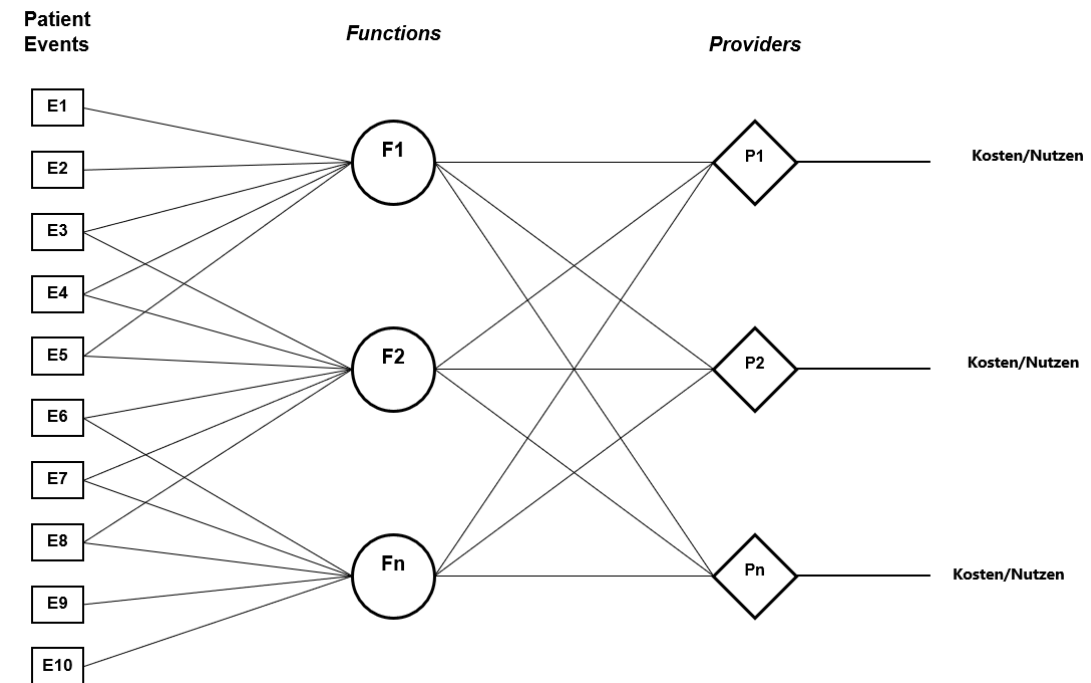 Patient
Events
Functions
Providers
E1
E2
E3
E4
E5
E6
E7
E8
E9
E10
F1
F2
Fn
P1
P2
Pn
Kosten/Nutzen
Kosten/Nutzen
Kosten/Nutzen